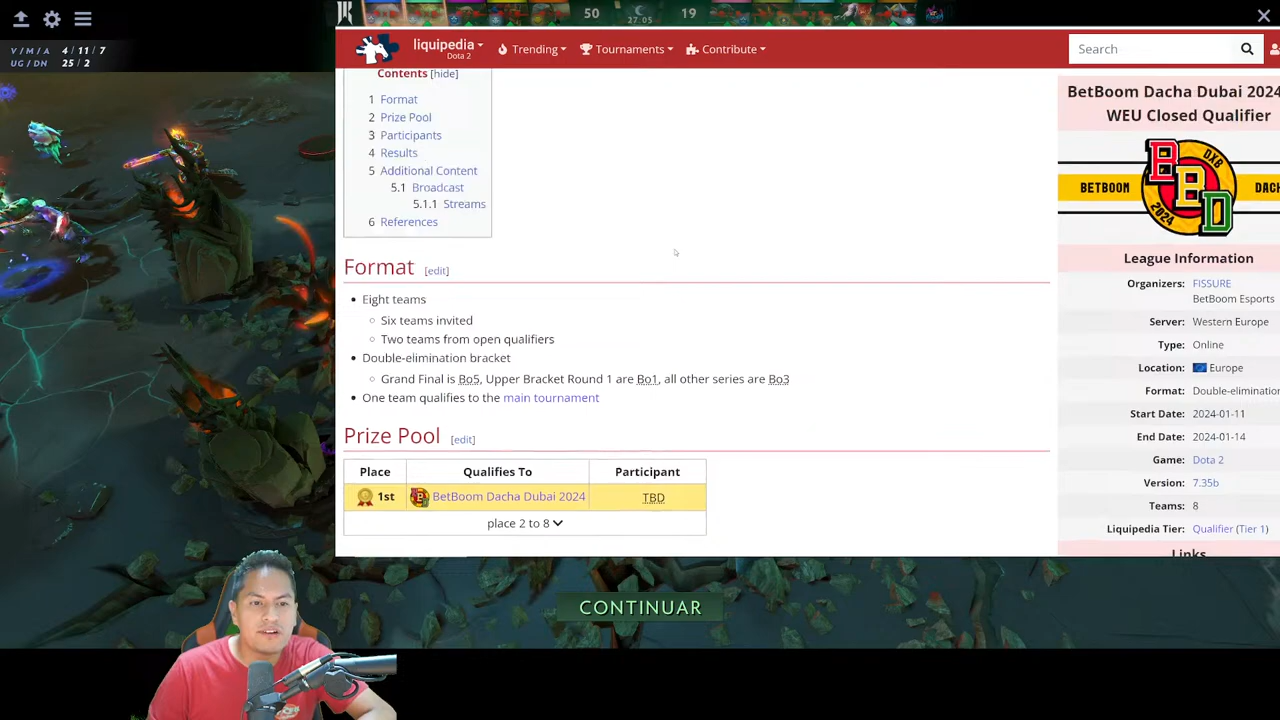 50
27:05
19
V / M / A 4 / 11 / 7
UG / DN 25 / 2
liquipedia
Dota 2
Trending
Tournaments
Contribute
Search
Contents [hide]
1 Format
2 Prize Pool
3 Participants
4 Results
5 Additional Content
5.1 Broadcast
5.1.1 Streams
6 References
Format [edit]
Eight teams
Six teams invited
Two teams from open qualifiers
Double-elimination bracket
Grand Final is Bo5, Upper Bracket Round 1 are Bo1, all other series are Bo3
One team qualifies to the main tournament
Prize Pool [edit]
Place Qualifies To Participant
1st BetBoom Dacha Dubai 2024 TBD
place 2 to 8
BetBoom Dacha Dubai 2024
WEU Closed Qualifier
BETBOOM
BBD
DXB
2024
DACH
League Information
Organizers: FISSURE
BetBoom Esports
Server: Western Europe
Type: Online
Location: Europe
Format: Double-elimination
Start Date: 2024-01-11
End Date: 2024-01-14
Game: Dota 2
Version: 7.35b
Teams: 8
Liquipedia Tier: Qualifier (Tier 1)
Links
CONTINUAR